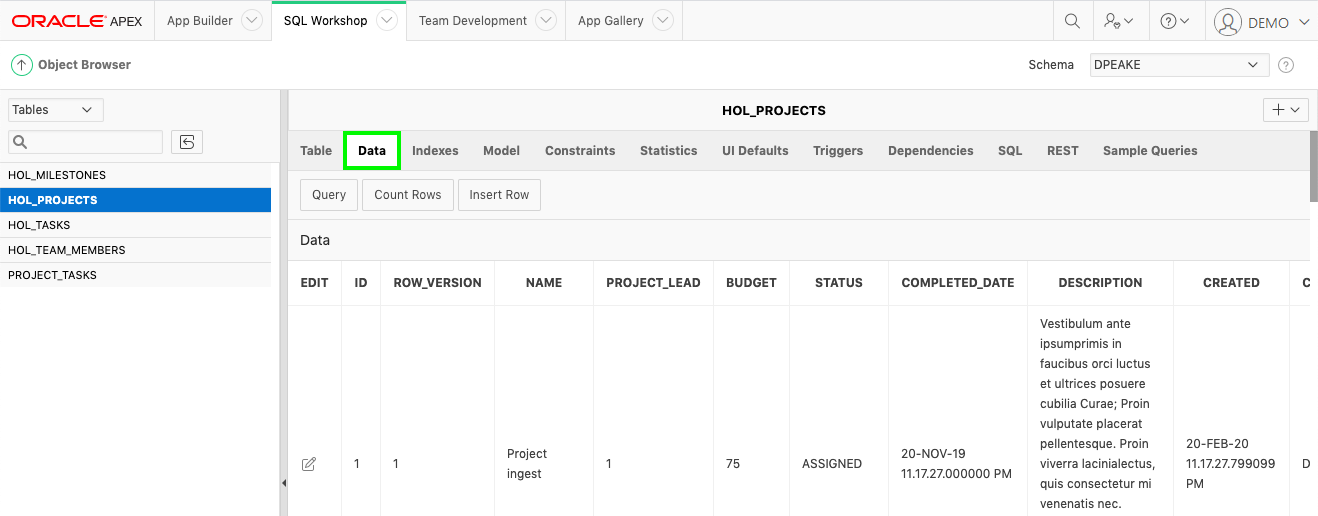 ORACLE APEX App Builder SQL Workshop Team Development App Gallery DEMO
Object Browser Schema DPEAKE
Tables
HOL_PROJECTS
Table Data Indexes Model Constraints Statistics UI Defaults Triggers Dependencies SQL REST Sample Queries
HOL_MILESTONES
HOL_PROJECTS
HOL_TASKS
HOL_TEAM_MEMBERS
PROJECT_TASKS
Query Count Rows Insert Row
Data
EDIT ID ROW_VERSION NAME PROJECT_LEAD BUDGET STATUS COMPLETED_DATE DESCRIPTION CREATED C
1 1 Project
ingest
1 75 ASSIGNED 20-NOV-19
11.17.27.000000 PM
Vestibulum ante
ipsumprimis in
faucibus orci luctus
et ultrices posuere
cubilia Curae; Proin
vulputate placerat
pellentesque. Proin
viverra lacinialectus,
quis consectetur mi
venenatis nec.
20-FEB-20
11.17.27.799099
PM
D